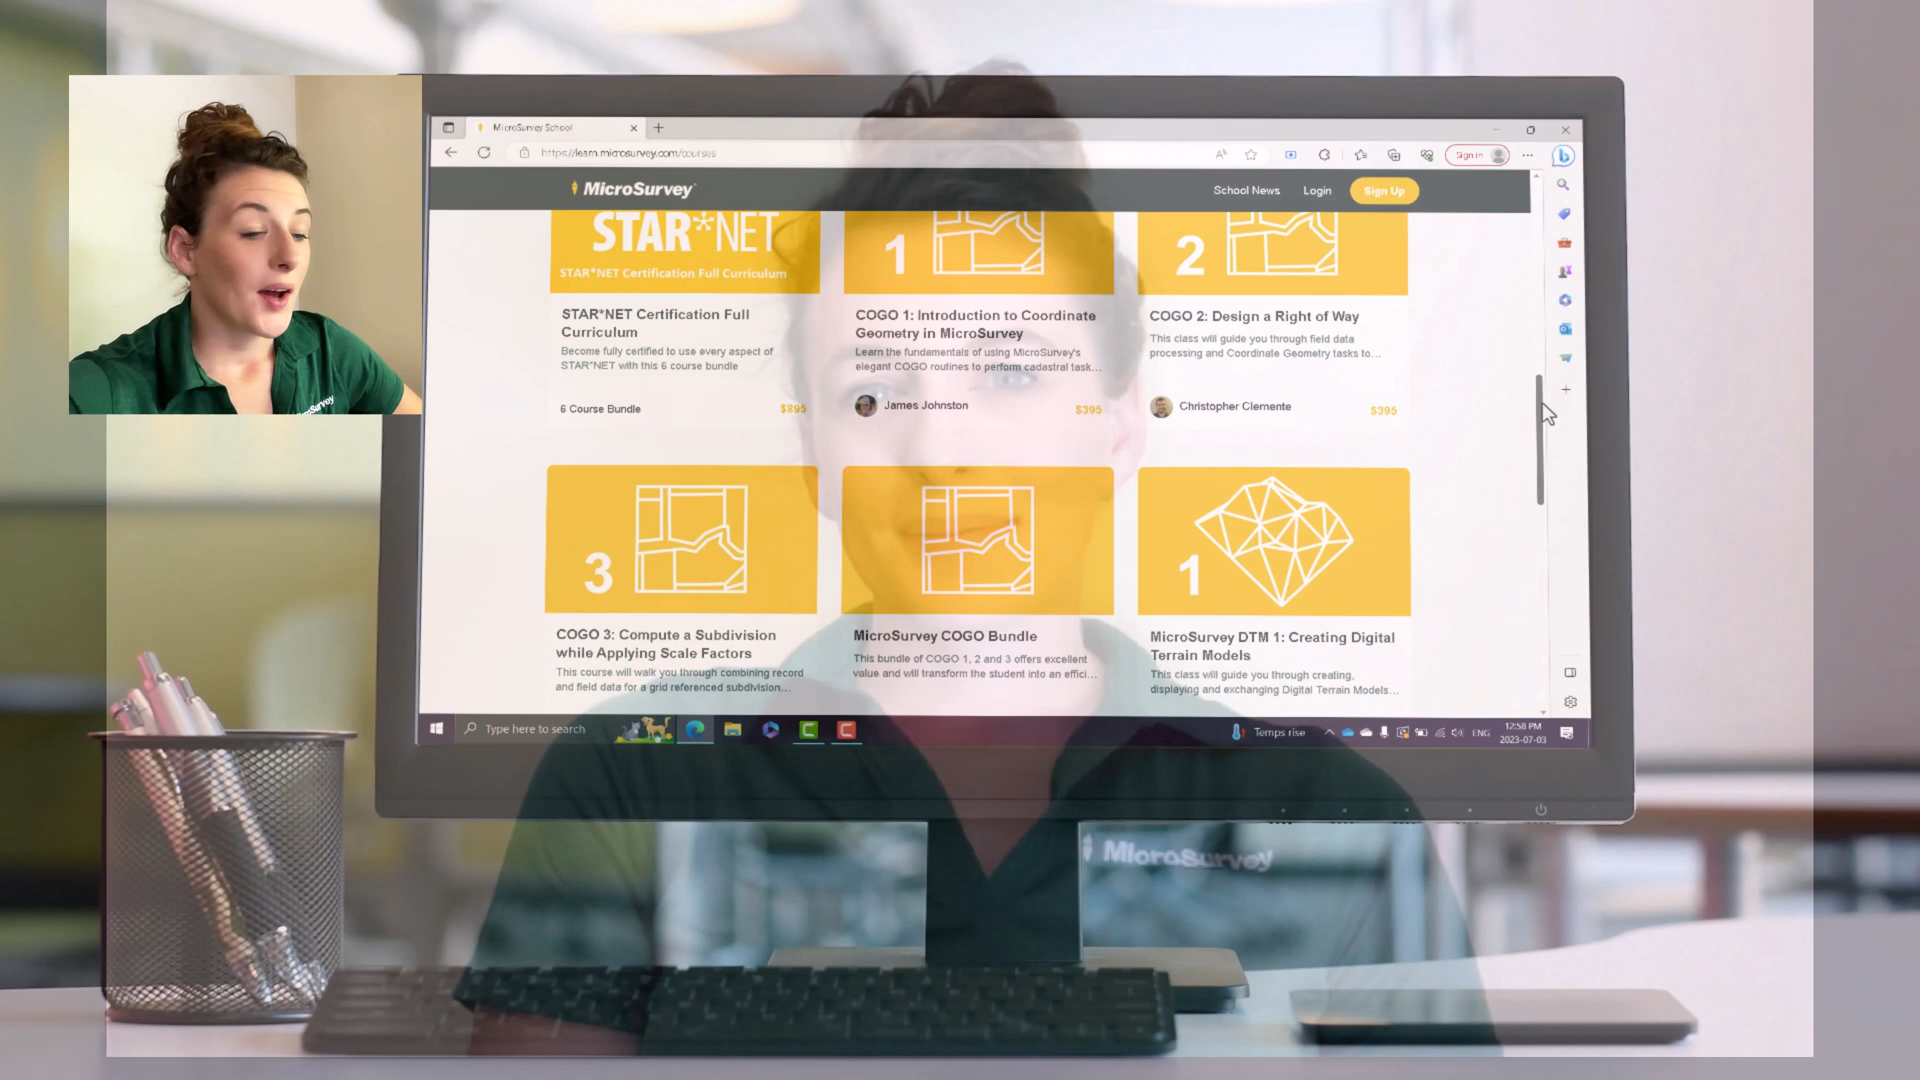 MicroSurvey School
https://learn.microsurvey.com/courses
Sign in
MicroSurvey
School News
Login
Sign Up
STAR*NET
STAR*NET Certification Full Curriculum
1
2
STAR*NET Certification Full
Curriculum
Become fully certified to use every aspect of
STAR*NET with this 6 course bundle
6 Course Bundle
$895
COGO 1: Introduction to Coordinate
Geometry in MicroSurvey
Learn the fundamentals of using MicroSurvey's
elegant COGO routines to perform cadastral task...
James Johnston
$395
COGO 2: Design a Right of Way
This class will guide you through field data
processing and Coordinate Geometry tasks to...
Christopher Clemente
$395
3
1
COGO 3: Compute a Subdivision
while Applying Scale Factors
This course will walk you through combining record
and field data for a grid referenced subdivision...
MicroSurvey COGO Bundle
This bundle of COGO 1, 2 and 3 offers excellent
value and will transform the student into an effici...
MicroSurvey DTM 1: Creating Digital
Terrain Models
This class will guide you through creating,
displaying and exchanging Digital Terrain Models...
Type here to search
Temps rise
ENG
12:58 PM
2023-07-03
MicroSurvey